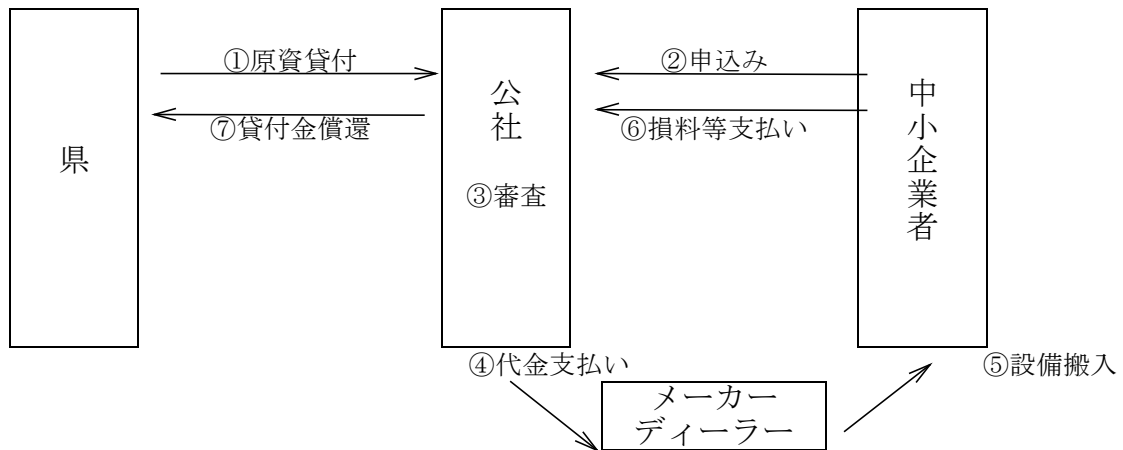 ①原資貸付
⑦貸付金償還
県
公社
③審査
②申込み
⑥損料等支払い
中小企業者
④代金支払い
メーカー
ディーラー
⑤設備搬入